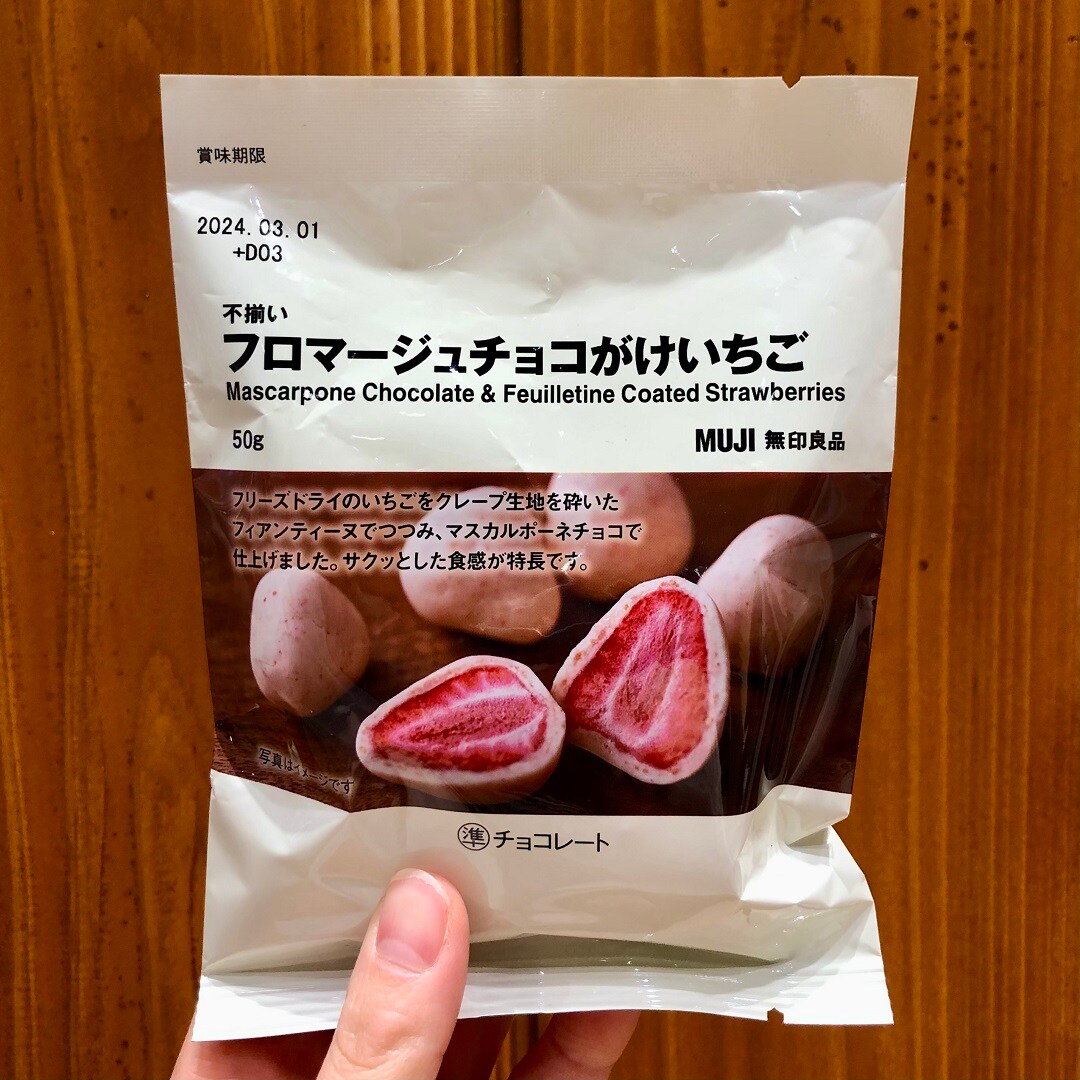 賞味期限
2024.03.01
+D03
不揃い
フロマージュチョコがけいちご
Mascarpone Chocolate & Feuilletine Coated Strawberries
50g
MUJI 無印良品
フリーズドライのいちごをクレープ生地を砕いた
フィアンティーヌでつつみ、マスカルポーネチョコで
仕上げました。サクッとした食感が特長です。
写真はイメージです
準 チョコレート